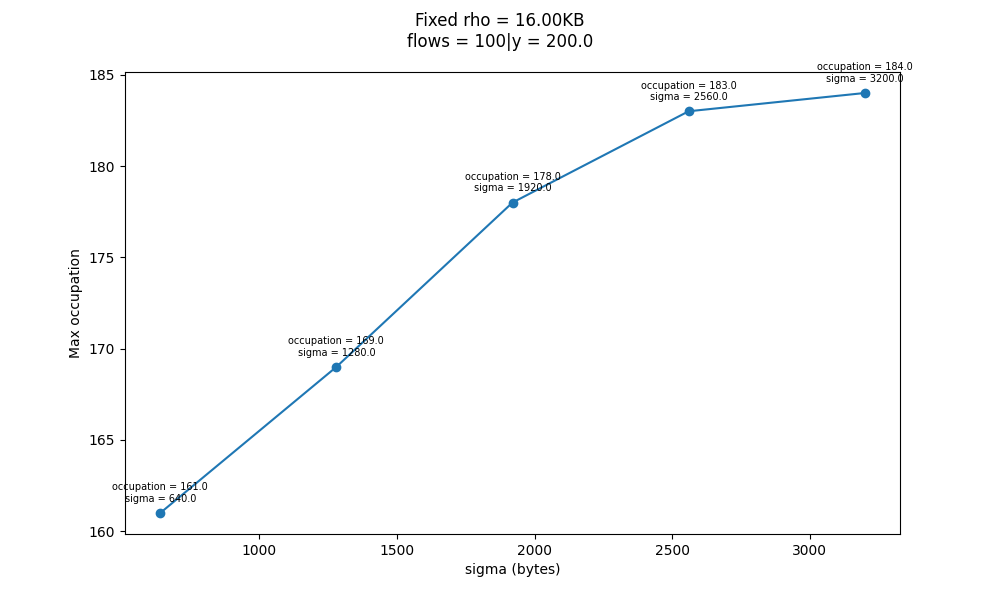 Fixed rho = 16.00KB
flows = 100|y = 200.0
185
180
175
170
165
160
Max occupation
occupation = 161.0
sigma = 640.0
occupation = 169.0
sigma = 1280.0
occupation = 178.0
sigma = 1920.0
occupation = 183.0
sigma = 2560.0
occupation = 184.0
sigma = 3200.0
1000
1500
2000
2500
3000
sigma (bytes)